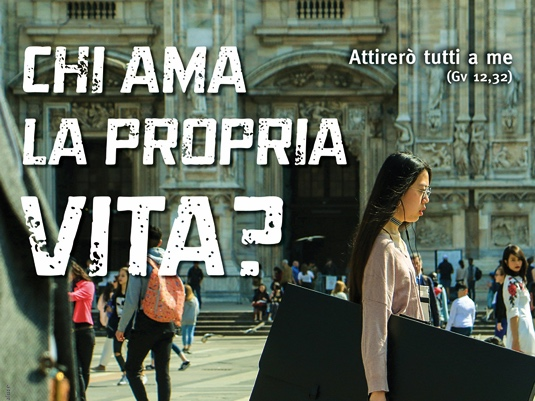 CHI AMA
LA PROPRIA
VITA?
Attirerò tutti a me
(Gv 12,32)